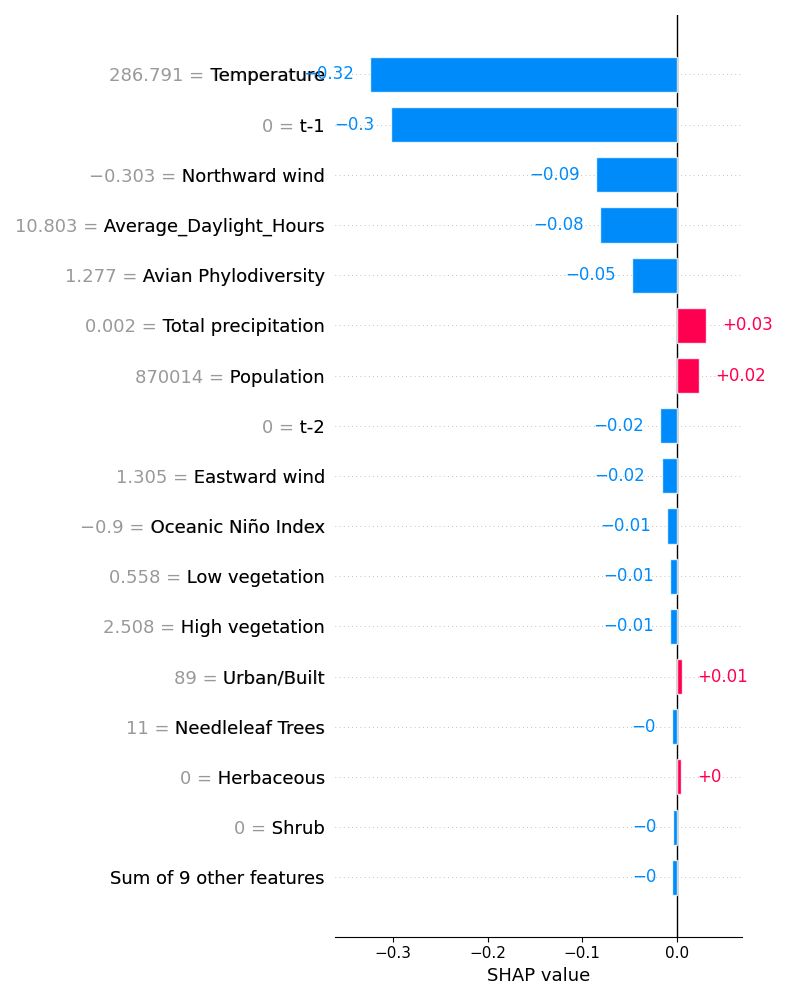 286.791 = Temperature −0.32
0 = t-1 −0.3
−0.303 = Northward wind −0.09
10.803 = Average_Daylight_Hours −0.08
1.277 = Avian Phylodiversity −0.05
0.002 = Total precipitation +0.03
870014 = Population +0.02
0 = t-2 −0.02
1.305 = Eastward wind −0.02
−0.9 = Oceanic Niño Index −0.01
0.558 = Low vegetation −0.01
2.508 = High vegetation −0.01
89 = Urban/Built +0.01
11 = Needleleaf Trees −0
0 = Herbaceous +0
0 = Shrub −0
Sum of 9 other features −0
−0.3 −0.2 −0.1 0.0
SHAP value